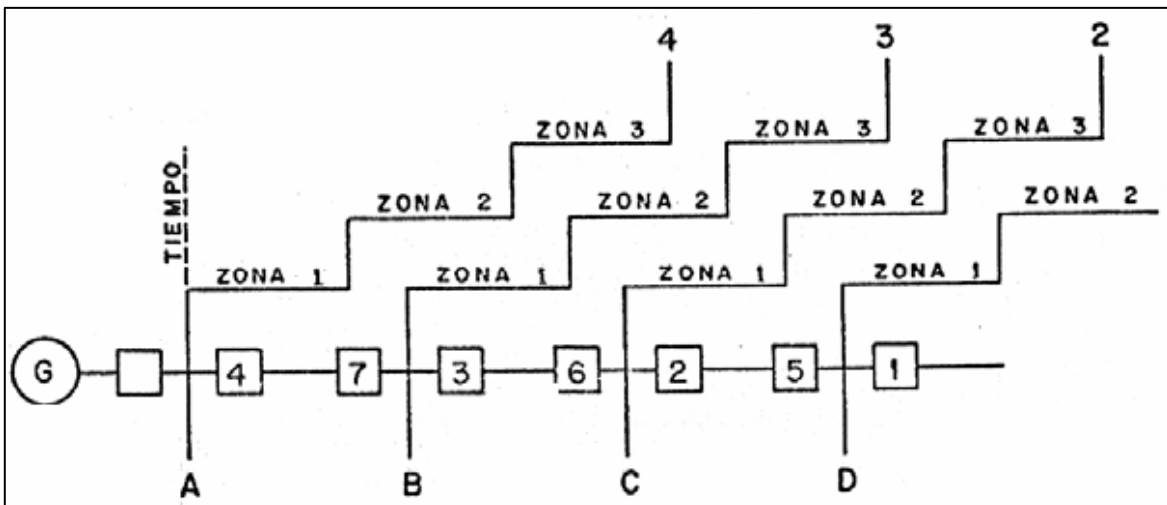 4 3 2
ZONA 3 ZONA 3 ZONA 3
TIEMPO
ZONA 2 ZONA 2 ZONA 2 ZONA 2
ZONA 1 ZONA 1 ZONA 1 ZONA 1
G 4 7 3 6 2 5 1
A B C D